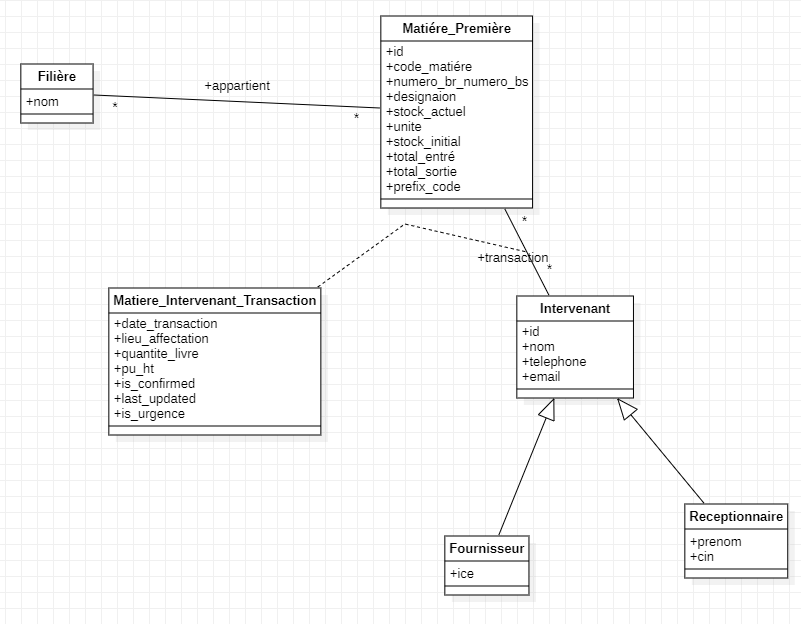 Matiére_Première
+id
+code_matiére
+numero_br_numero_bs
+designaion
+stock_actuel
+unite
+stock_initial
+total_entré
+total_sortie
+prefix_code
Filière
+nom
+appartient
*
*
*
+transaction
*
Matiere_Intervenant_Transaction
+date_transaction
+lieu_affectation
+quantite_livre
+pu_ht
+is_confirmed
+last_updated
+is_urgence
Intervenant
+id
+nom
+telephone
+email
Fournisseur
+ice
Receptionnaire
+prenom
+cin